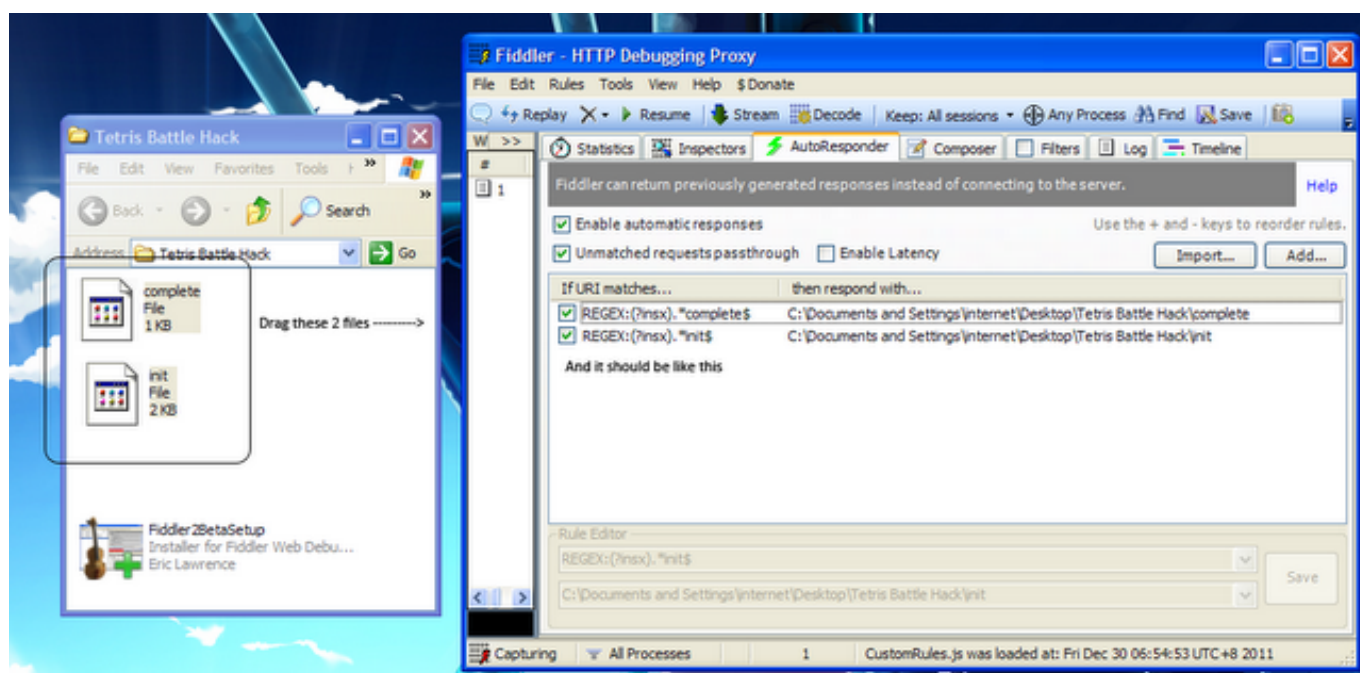 Tetris Battle Hack
File Edit View Favorites Tools H »
Back Search »
Address Tetris Battle Hack Go
complete
File
1 KB
Drag these 2 files --------->
init
File
2 KB
Fiddler2BetaSetup
Installer for Fiddler Web Debu...
Eric Lawrence
Fiddler - HTTP Debugging Proxy
File Edit Rules Tools View Help $ Donate
Replay Resume Stream Decode Keep: All sessions Any Process Find Save
W >>
#
1
Statistics Inspectors AutoResponder Composer Filters Log Timeline
Fiddler can return previously generated responses instead of connecting to the server. Help
Enable automatic responses Use the + and - keys to reorder rules.
Unmatched requests passthrough Enable Latency Import... Add...
If URI matches... then respond with...
REGEX:(?insx).*complete$ C:\Documents and Settings\internet\Desktop\Tetris Battle Hack\complete
REGEX:(?insx).*init$ C:\Documents and Settings\internet\Desktop\Tetris Battle Hack\init
And it should be like this
Rule Editor
REGEX:(?insx).*init$
C:\Documents and Settings\internet\Desktop\Tetris Battle Hack\init
Save
Capturing All Processes 1 CustomRules.js was loaded at: Fri Dec 30 06:54:53 UTC+8 2011